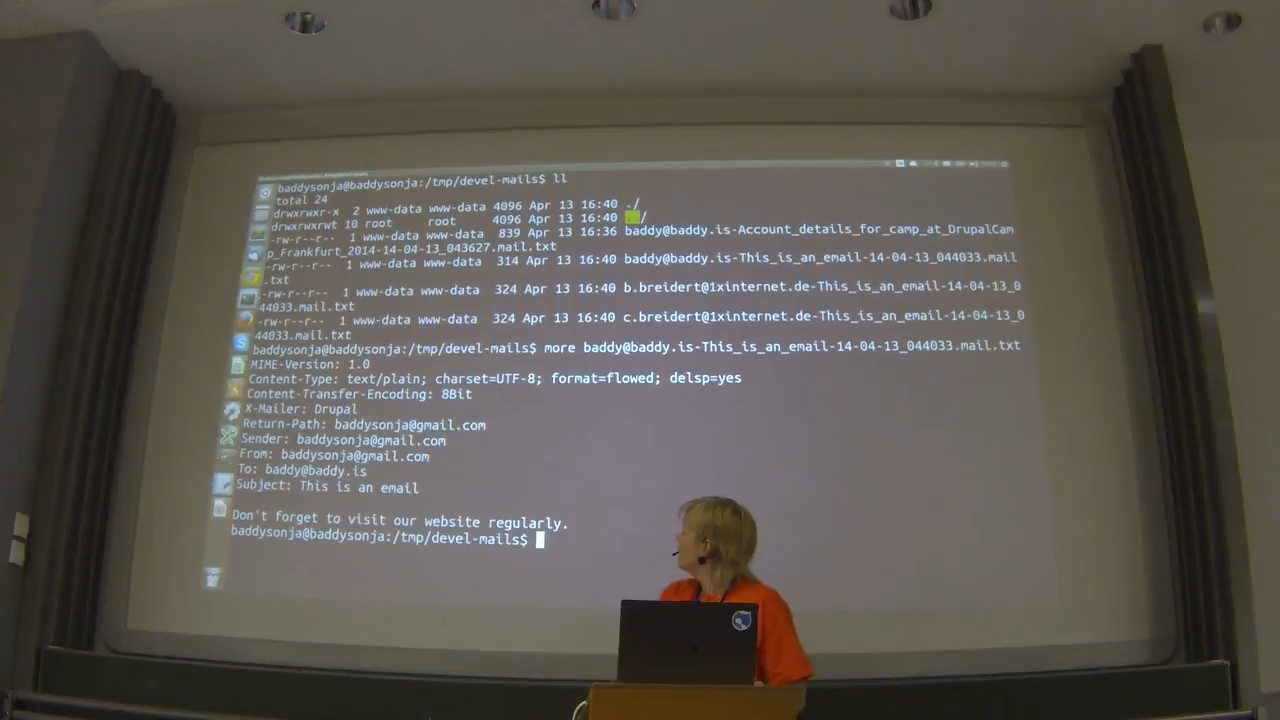 baddysonja@baddysonja:/tmp/devel-mails$ ll
total 24
drwxrwxr-x  2 www-data www-data 4096 Apr 13 16:40 ./
drwxrwxrwt 10 root     root     4096 Apr 13 16:40 ../
-rw-r--r--  1 www-data www-data  839 Apr 13 16:36 baddy@baddy.is-Account_details_for_camp_at_DrupalCam
p_Frankfurt_2014-14-04-13_043627.mail.txt
-rw-r--r--  1 www-data www-data  314 Apr 13 16:40 baddy@baddy.is-This_is_an_email-14-04-13_044033.mail
.txt
-rw-r--r--  1 www-data www-data  324 Apr 13 16:40 b.breidert@1xinternet.de-This_is_an_email-14-04-13_0
44033.mail.txt
-rw-r--r--  1 www-data www-data  324 Apr 13 16:40 c.breidert@1xinternet.de-This_is_an_email-14-04-13_0
44033.mail.txt
baddysonja@baddysonja:/tmp/devel-mails$ more baddy@baddy.is-This_is_an_email-14-04-13_044033.mail.txt
MIME-Version: 1.0
Content-Type: text/plain; charset=UTF-8; format=flowed; delsp=yes
Content-Transfer-Encoding: 8Bit
X-Mailer: Drupal
Return-Path: baddysonja@gmail.com
Sender: baddysonja@gmail.com
From: baddysonja@gmail.com
To: baddy@baddy.is
Subject: This is an email
Don't forget to visit our website regularly.
baddysonja@baddysonja:/tmp/devel-mails$